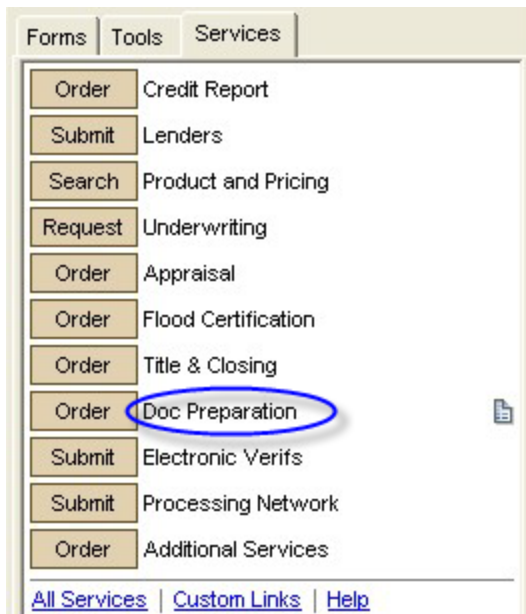 Forms Tools Services
Order Credit Report
Submit Lenders
Search Product and Pricing
Request Underwriting
Order Appraisal
Order Flood Certification
Order Title & Closing
Order Doc Preparation
Submit Electronic Verifs
Submit Processing Network
Order Additional Services
All Services | Custom Links | Help